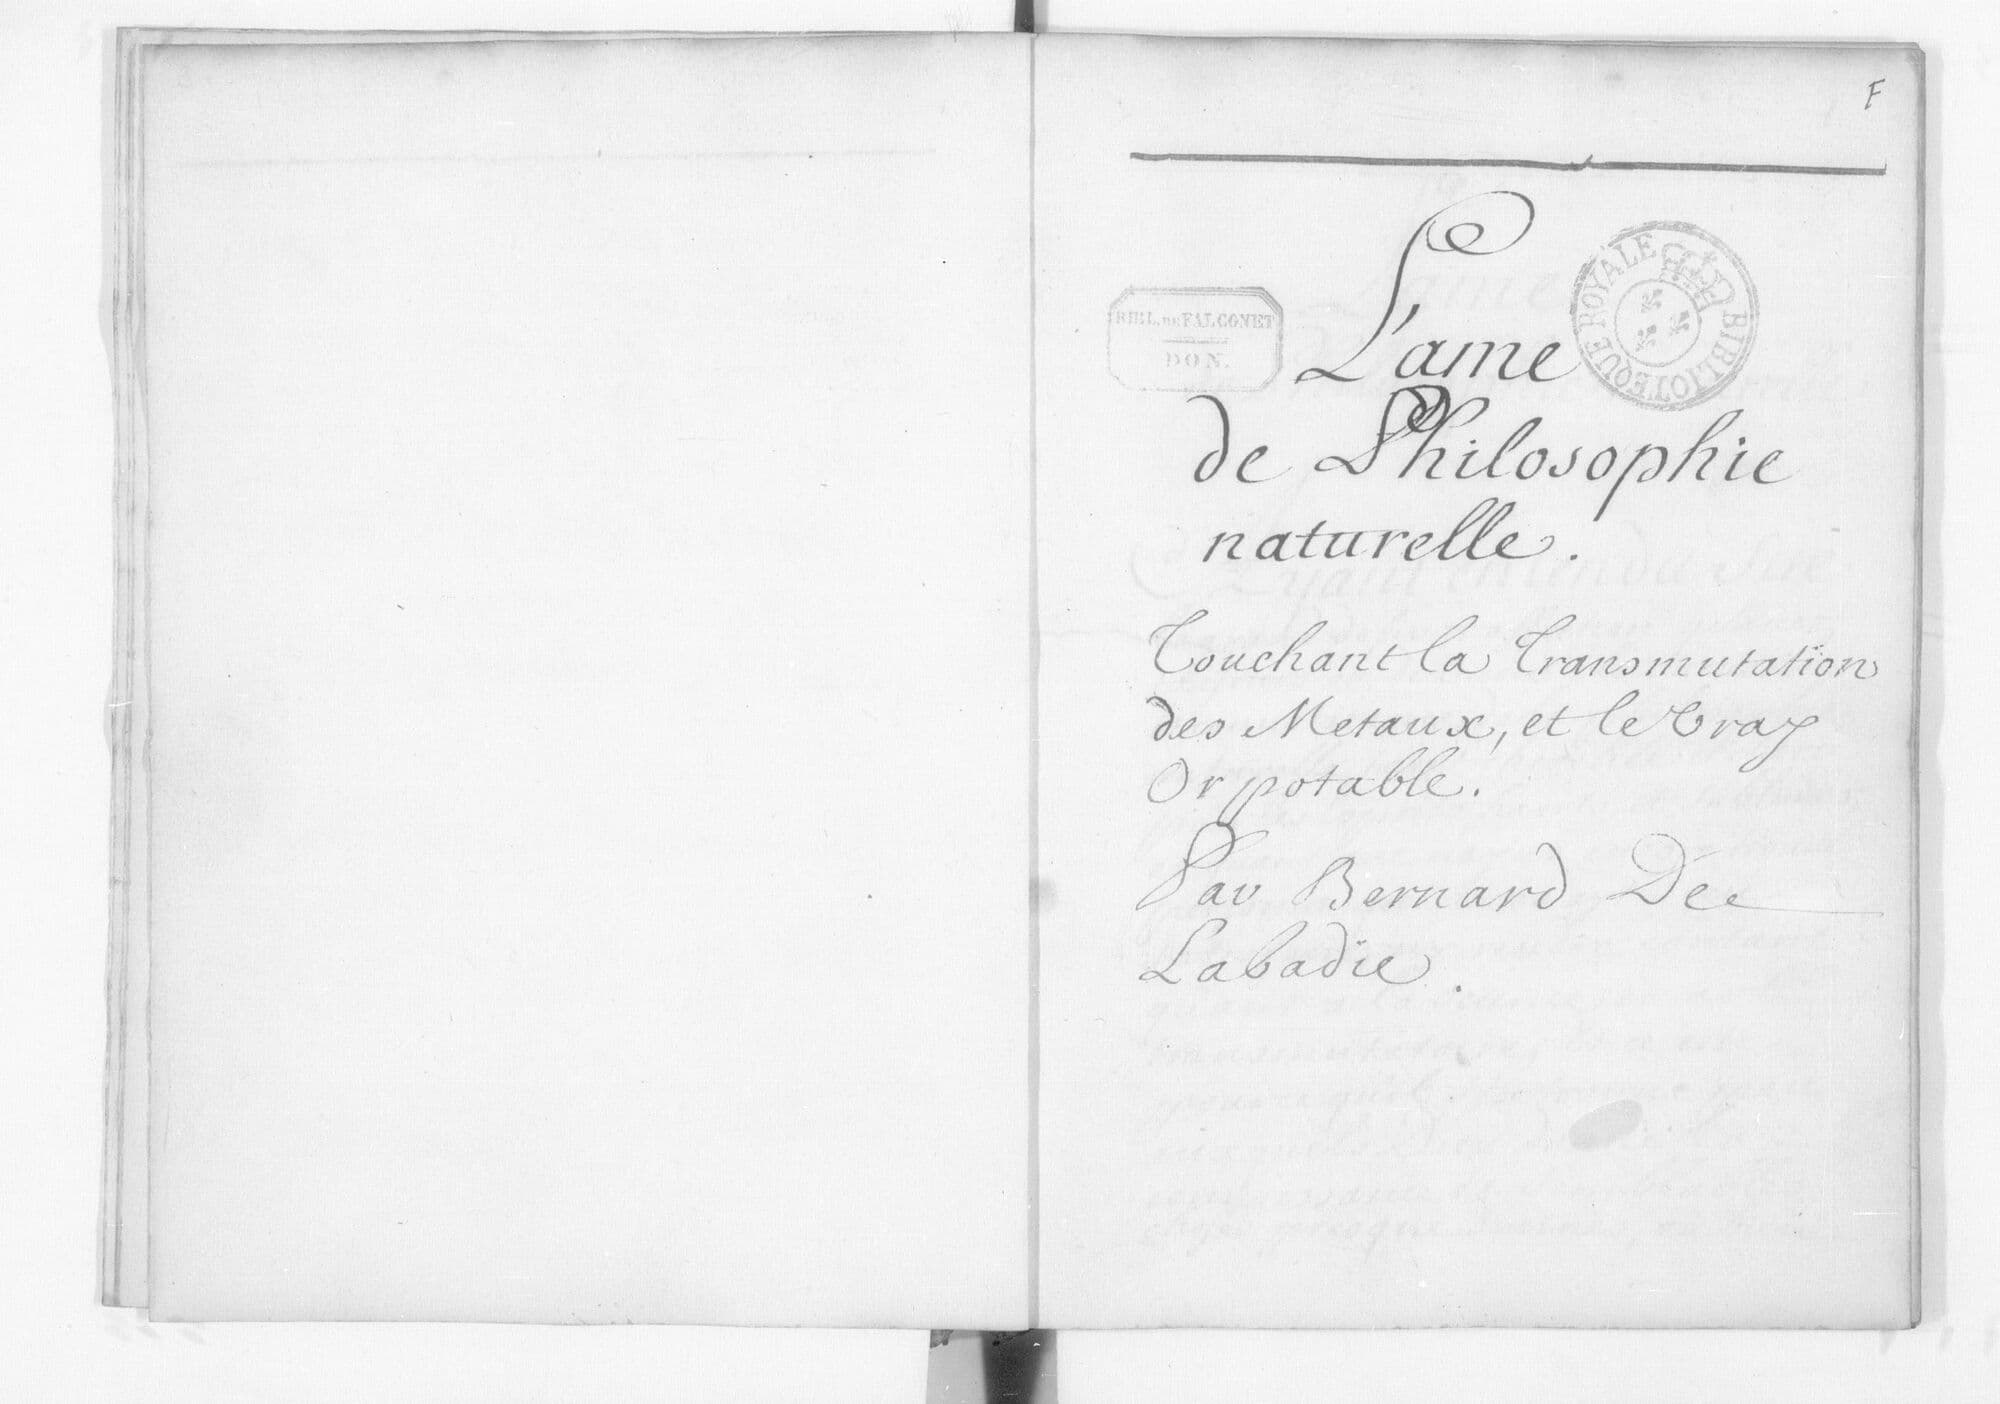 F
L'ame
de Philosophie
naturelle.
BIBL. DE FALCONET
DON.
BIBLIOTEQUE ROYALE
Touchant la Transmutation
des Metaux, et le Vray
Or potable.
Par Bernard De
Labadie.